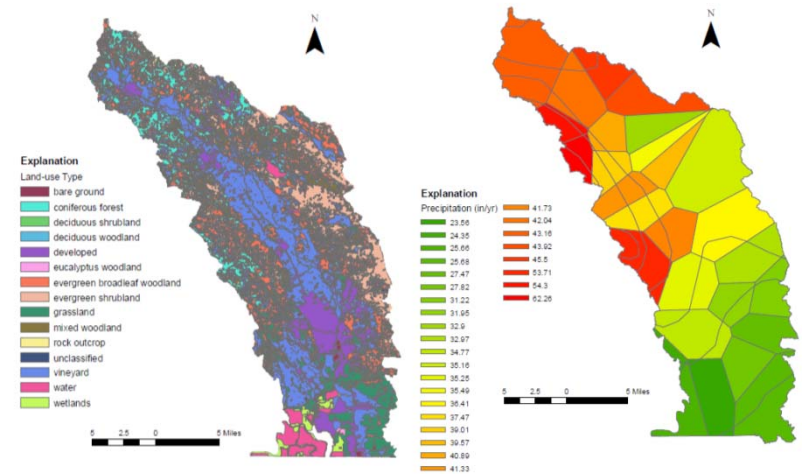 N
Explanation
Land-use Type
bare ground
coniferous forest
deciduous shrubland
deciduous woodland
developed
eucalyptus woodland
evergreen broadleaf woodland
evergreen shrubland
grassland
mixed woodland
rock outcrop
unclassified
vineyard
water
wetlands
5 2.5 0 5 Miles
N
Explanation
Precipitation (in/yr)
23.56
24.35
25.66
25.68
27.47
27.82
31.22
31.95
32.9
32.97
34.77
35.16
35.25
35.49
36.41
37.47
39.01
39.57
40.89
41.33
41.73
42.04
43.16
43.92
45.5
53.71
54.3
62.26
5 2.5 0 5 Miles